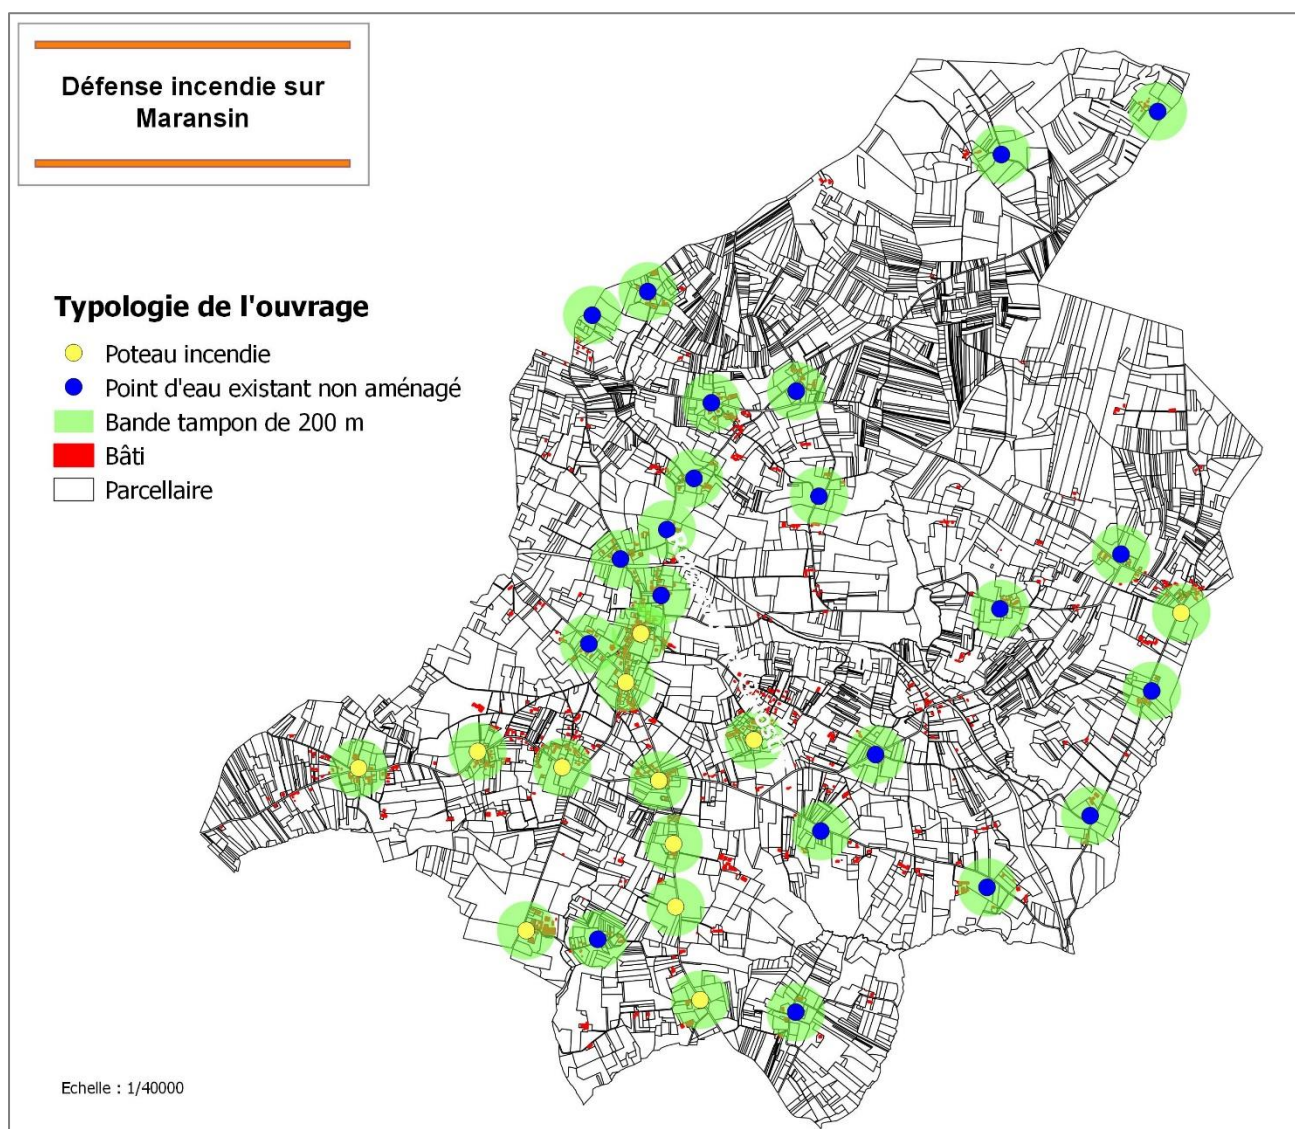 Défense incendie sur
Maransin
Typologie de l'ouvrage
Poteau incendie
Point d'eau existant non aménagé
Bande tampon de 200 m
Bâti
Parcellaire
Echelle : 1/40000